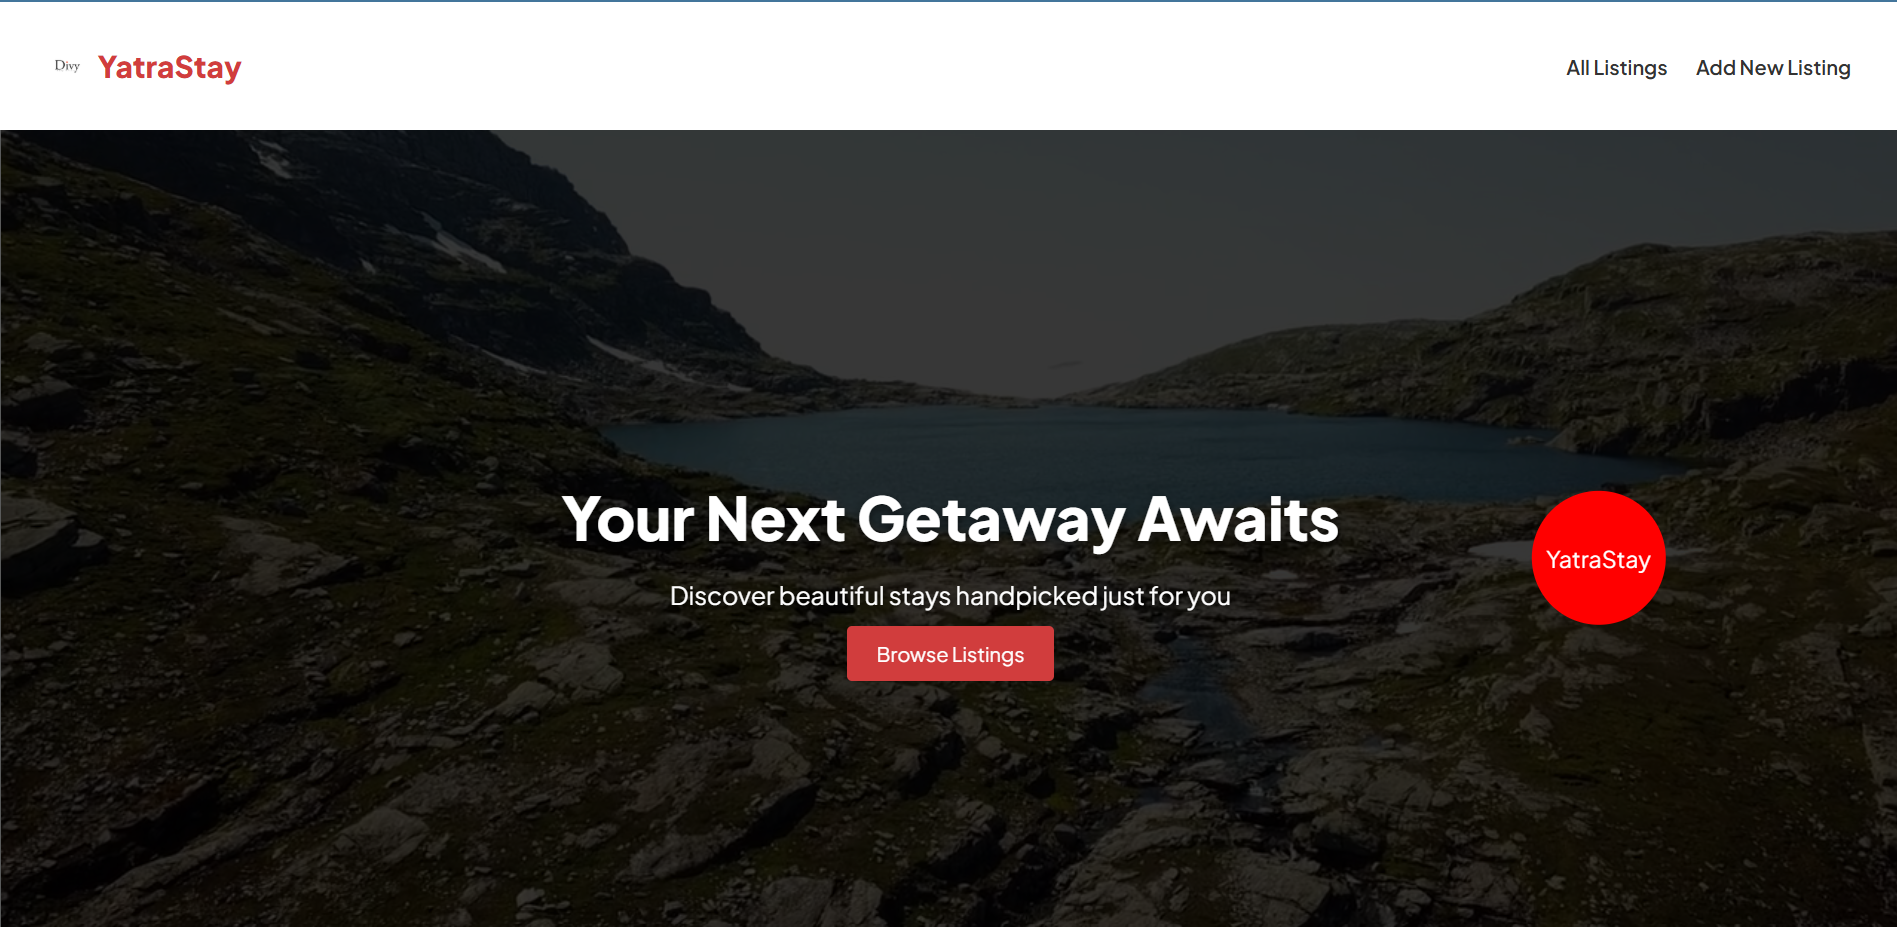 Divy YatraStay
All Listings
Add New Listing
Your Next Getaway Awaits
Discover beautiful stays handpicked just for you
Browse Listings
YatraStay